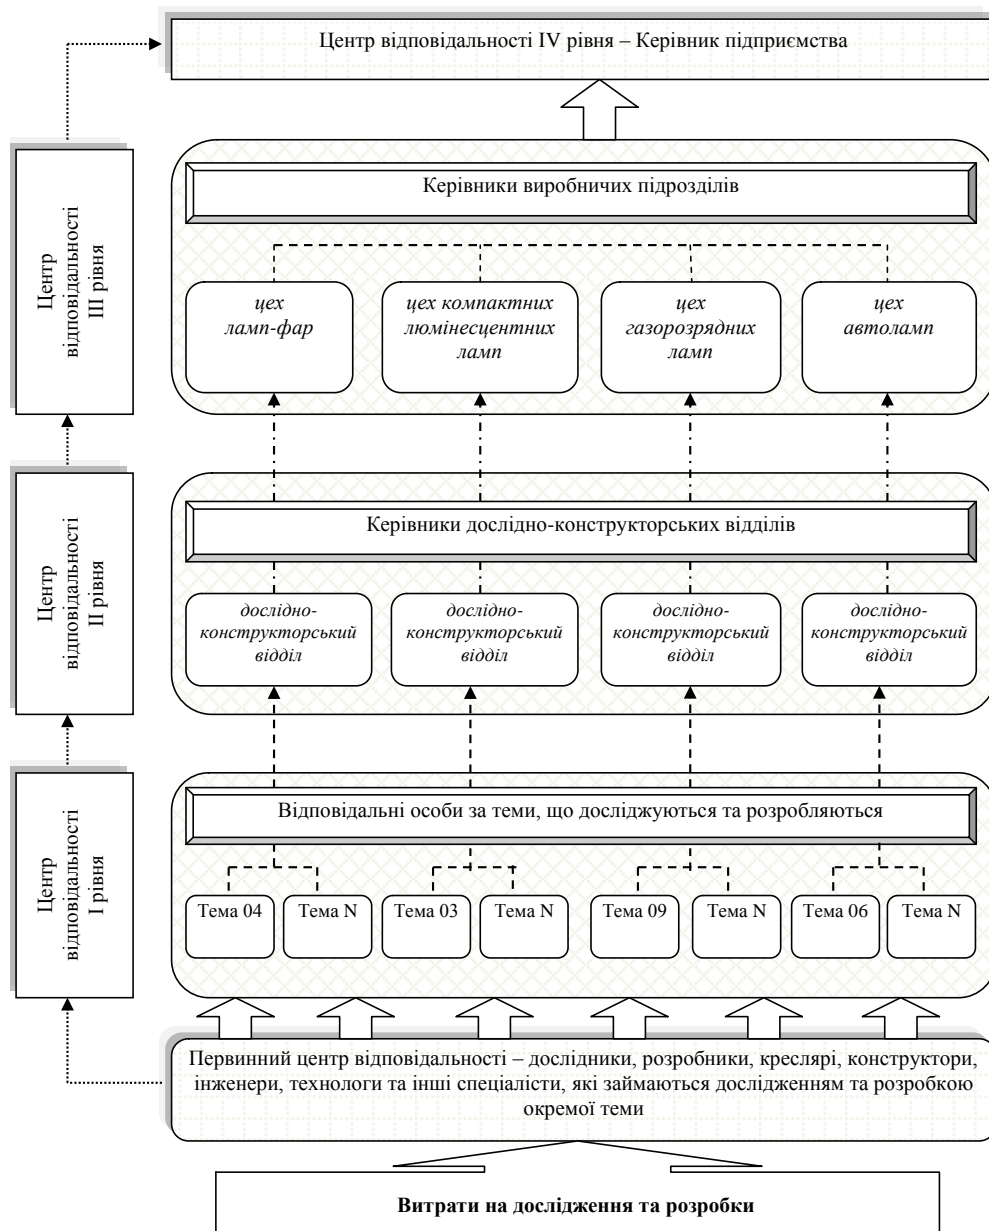 Центр відповідальності IV рівня – Керівник підприємства
Центр
відповідальності
III рівня
Керівники виробничих підрозділів
цех
ламп-фар
цех компактних
люмінесцентних
ламп
цех
газорозрядних
ламп
цех
автоламп
Центр
відповідальності
II рівня
Керівники дослідно-конструкторських відділів
дослідно-
конструкторський
відділ
дослідно-
конструкторський
відділ
дослідно-
конструкторський
відділ
дослідно-
конструкторський
відділ
Центр
відповідальності
I рівня
Відповідальні особи за теми, що досліджуються та розробляються
Тема 04
Тема N
Тема 03
Тема N
Тема 09
Тема N
Тема 06
Тема N
Первинний центр відповідальності – дослідники, розробники, креслярі, конструктори,
інженери, технологи та інші спеціалісти, які займаються дослідженням та розробкою
окремої теми
Витрати на дослідження та розробки